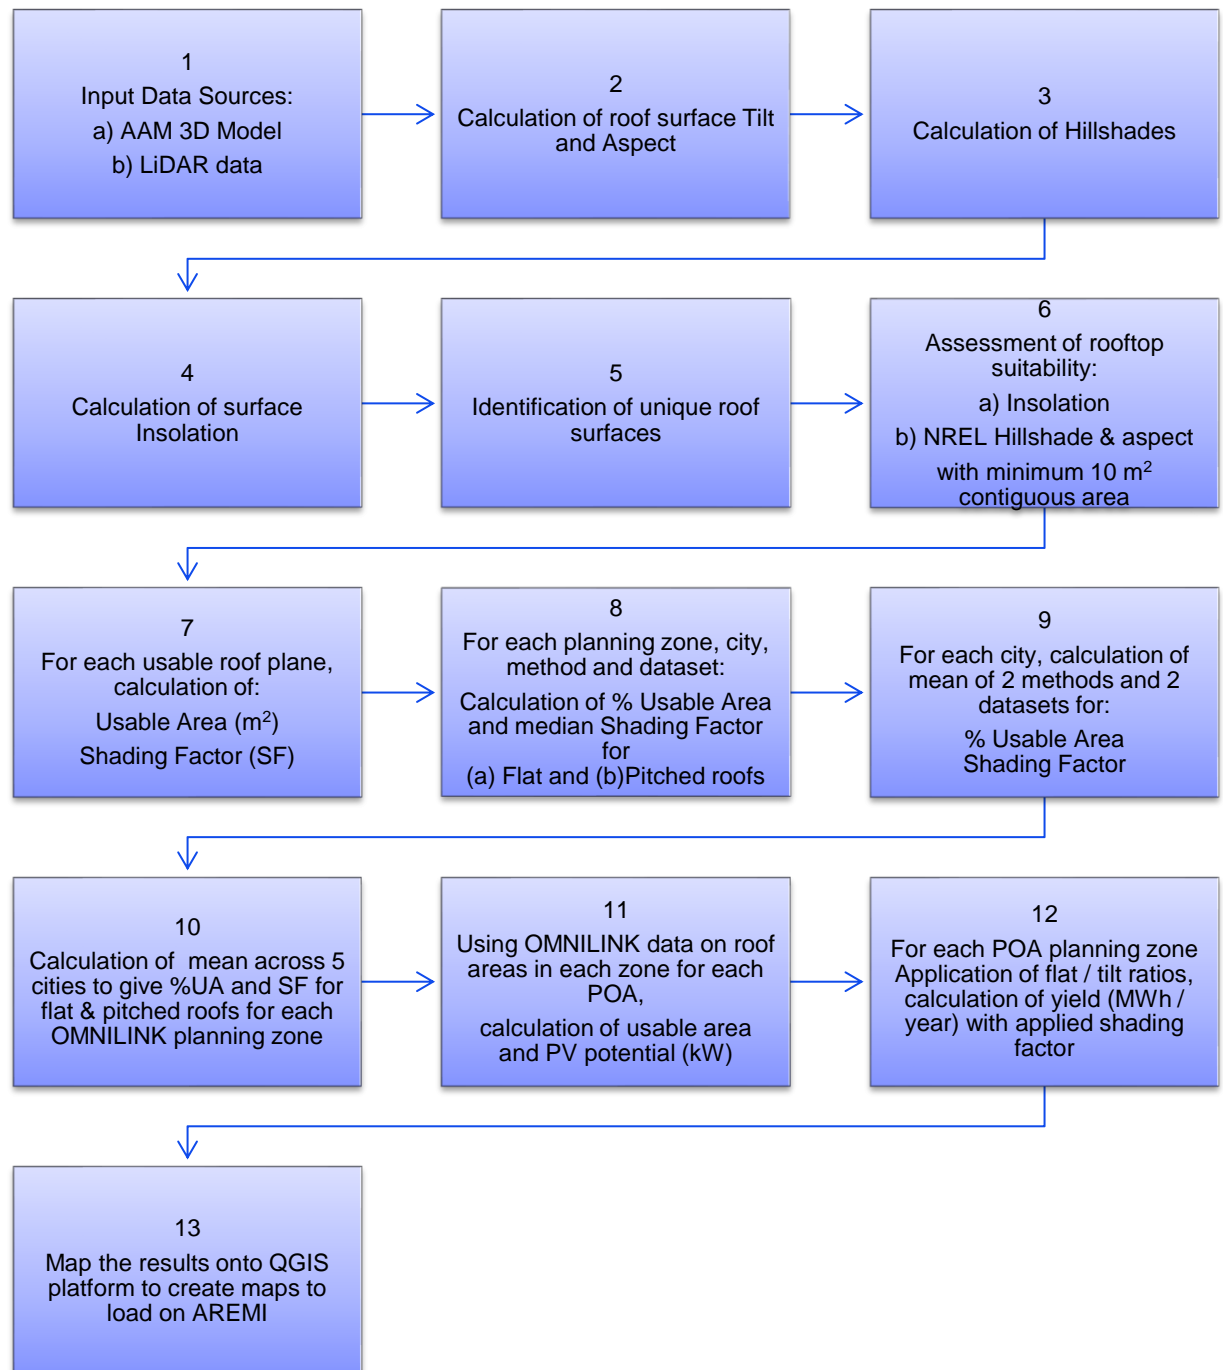 1
Input Data Sources:
a) AAM 3D Model
b) LiDAR data
2
Calculation of roof surface Tilt
and Aspect
3
Calculation of Hillshades
4
Calculation of surface
Insolation
5
Identification of unique roof
surfaces
6
Assessment of rooftop
suitability:
a) Insolation
b) NREL Hillshade & aspect
with minimum 10 m²
contiguous area
7
For each usable roof plane,
calculation of:
Usable Area (m²)
Shading Factor (SF)
8
For each planning zone, city,
method and dataset:
Calculation of % Usable Area
and median Shading Factor
for
(a) Flat and (b)Pitched roofs
9
For each city, calculation of
mean of 2 methods and 2
datasets for:
% Usable Area
Shading Factor
10
Calculation of mean across 5
cities to give %UA and SF for
flat & pitched roofs for each
OMNILINK planning zone
11
Using OMNILINK data on roof
areas in each zone for each
POA,
calculation of usable area
and PV potential (kW)
12
For each POA planning zone
Application of flat / tilt ratios,
calculation of yield (MWh /
year) with applied shading
factor
13
Map the results onto QGIS
platform to create maps to
load on AREMI